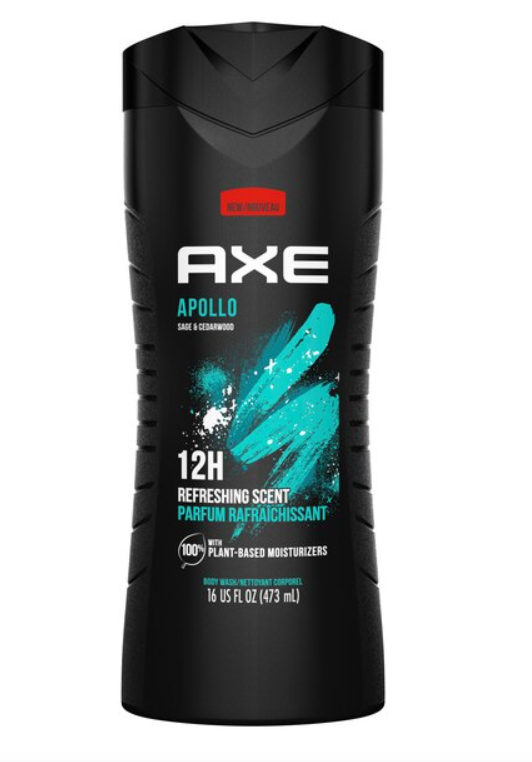 NEW/NOUVEAU
AXE
APOLLO
SAGE & CEDARWOOD
12H
REFRESHING SCENT
PARFUM RAFRAÎCHISSANT
100% WITH
PLANT-BASED MOISTURIZERS
BODY WASH/NETTOYANT CORPOREL
16 US FL OZ (473 mL)